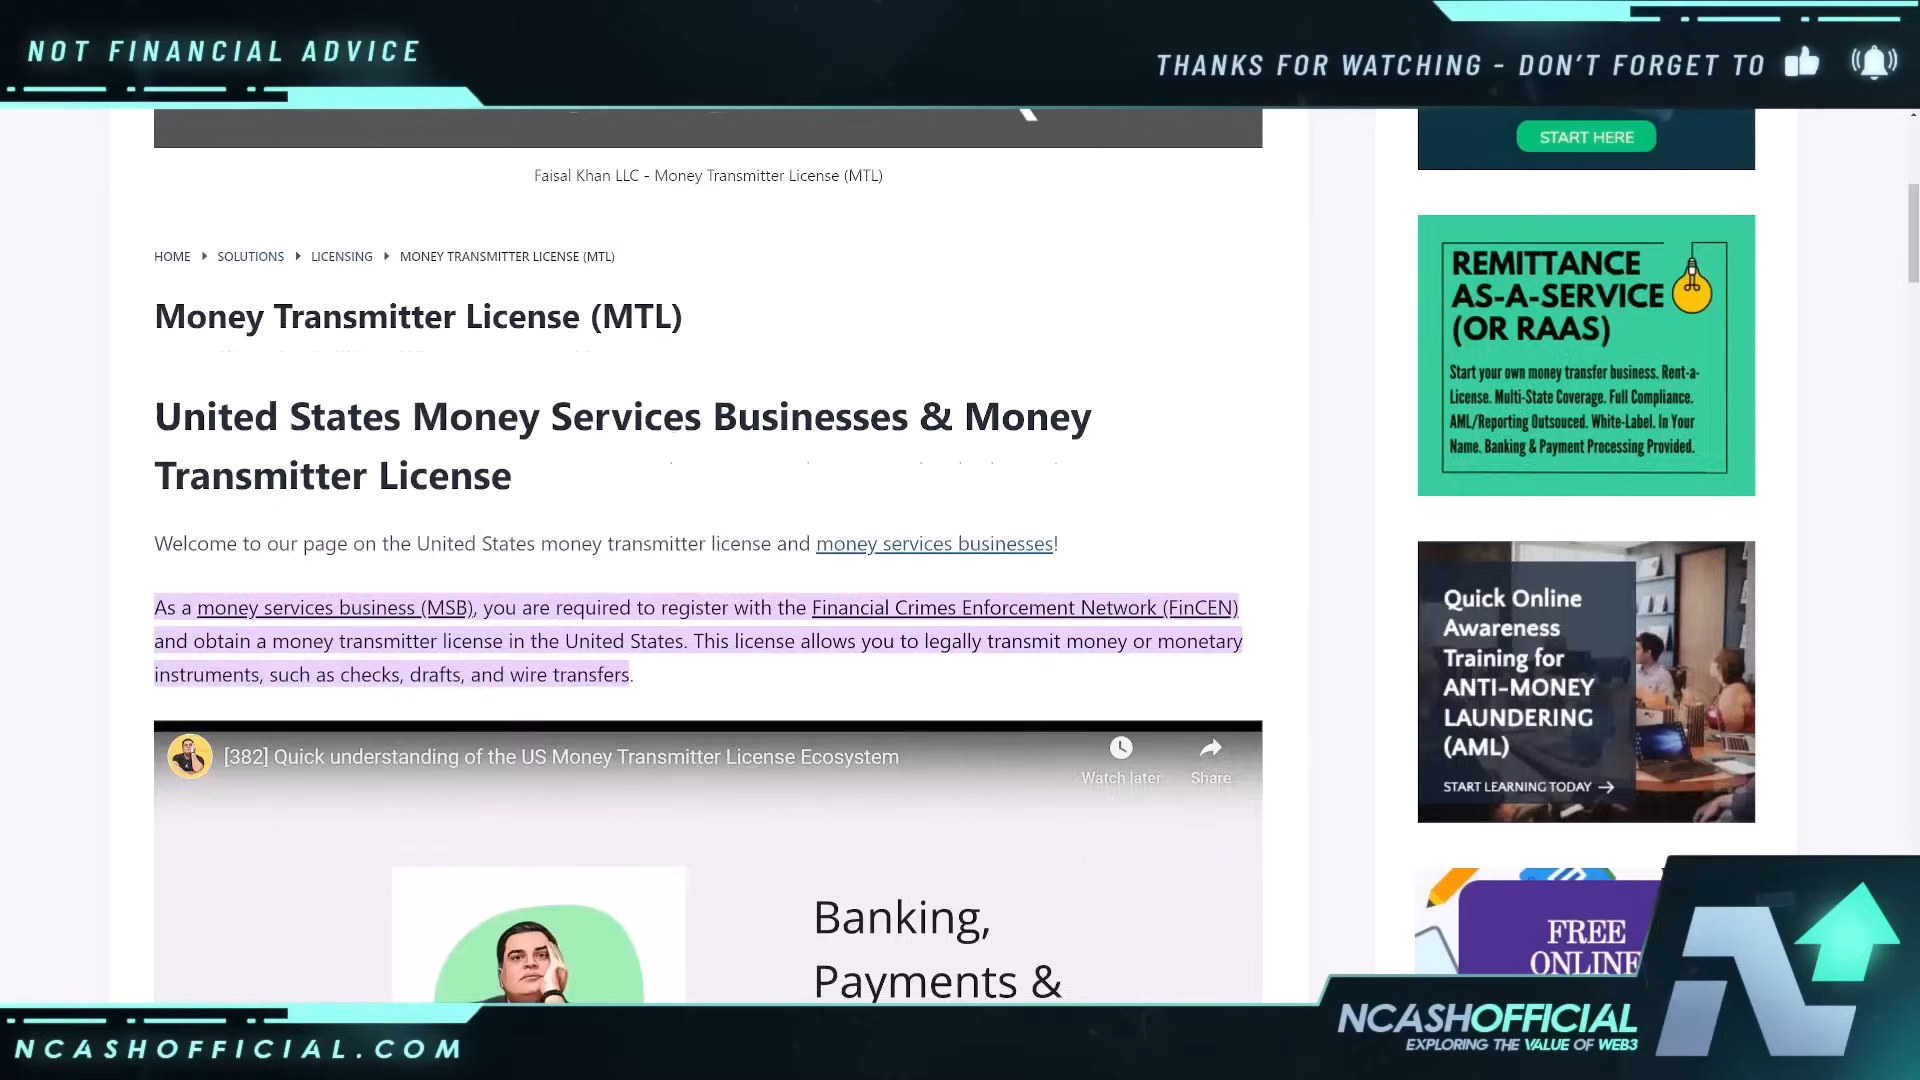 NOT FINANCIAL ADVICE
THANKS FOR WATCHING - DON'T FORGET TO
Faisal Khan LLC - Money Transmitter License (MTL)
HOME SOLUTIONS LICENSING MONEY TRANSMITTER LICENSE (MTL)
Money Transmitter License (MTL)
United States Money Services Businesses & Money
Transmitter License
Welcome to our page on the United States money transmitter license and money services businesses!
As a money services business (MSB), you are required to register with the Financial Crimes Enforcement Network (FinCEN)
and obtain a money transmitter license in the United States. This license allows you to legally transmit money or monetary
instruments, such as checks, drafts, and wire transfers.
[382] Quick understanding of the US Money Transmitter License Ecosystem
Watch later
Share
Banking,
Payments &
START HERE
REMITTANCE
AS-A-SERVICE
(OR RAAS)
Start your own money transfer business. Rent-a-
License. Multi-State Coverage. Full Compliance.
AML/Reporting Outsouced. White-Label. In Your
Name. Banking & Payment Processing Provided.
Quick Online
Awareness
Training for
ANTI-MONEY
LAUNDERING
(AML)
START LEARNING TODAY
FREE
ONLINE
NCASHOFFICIAL.COM
NCASHOFFICIAL
EXPLORING THE VALUE OF WEB3